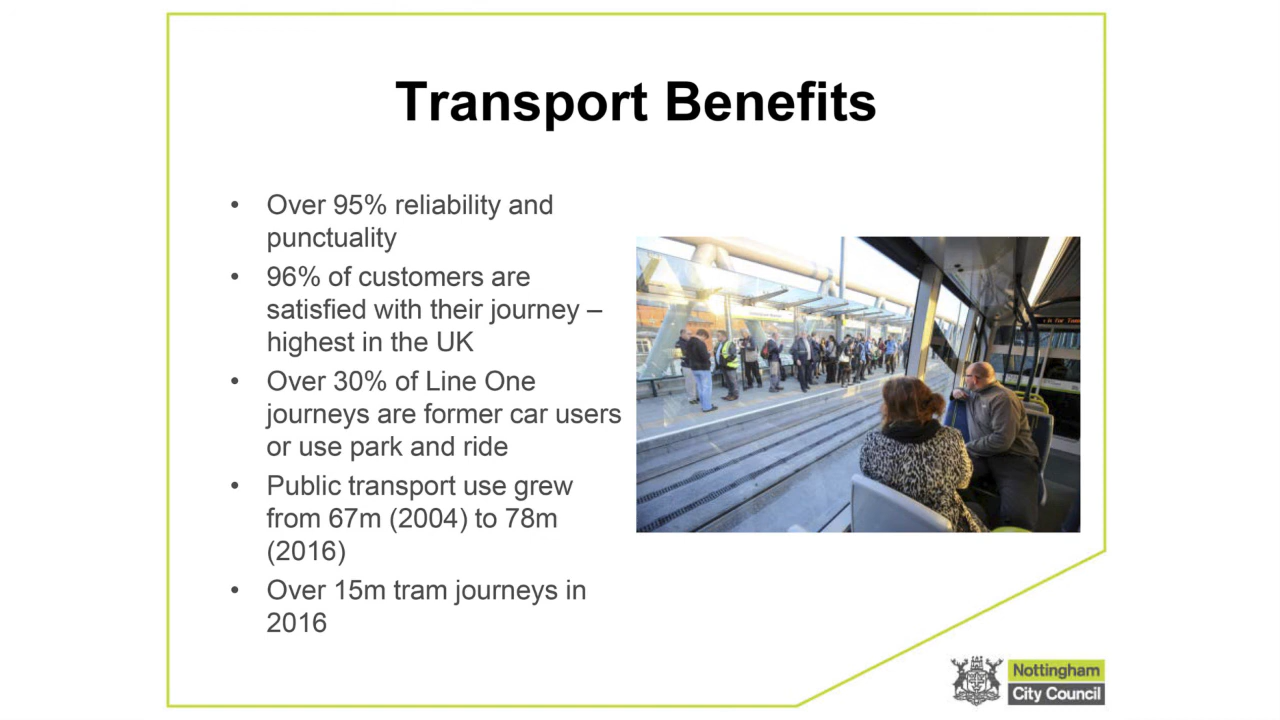 Transport Benefits
• Over 95% reliability and
punctuality
• 96% of customers are
satisfied with their journey –
highest in the UK
• Over 30% of Line One
journeys are former car users
or use park and ride
• Public transport use grew
from 67m (2004) to 78m
(2016)
• Over 15m tram journeys in
2016
Nottingham
City Council